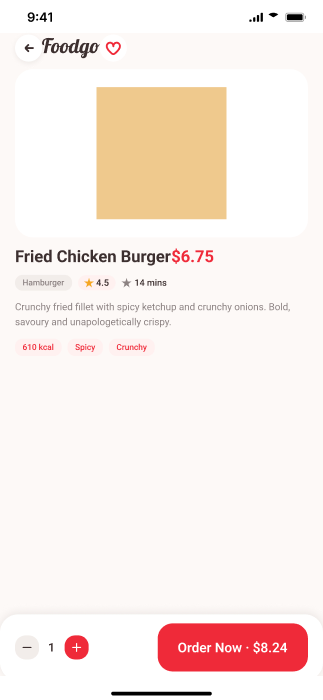 9:41
Foodgo
Fried Chicken Burger$6.75
Hamburger 4.5 14 mins
Crunchy fried fillet with spicy ketchup and crunchy onions. Bold,
savoury and unapologetically crispy.
610 kcal Spicy Crunchy
1 Order Now · $8.24